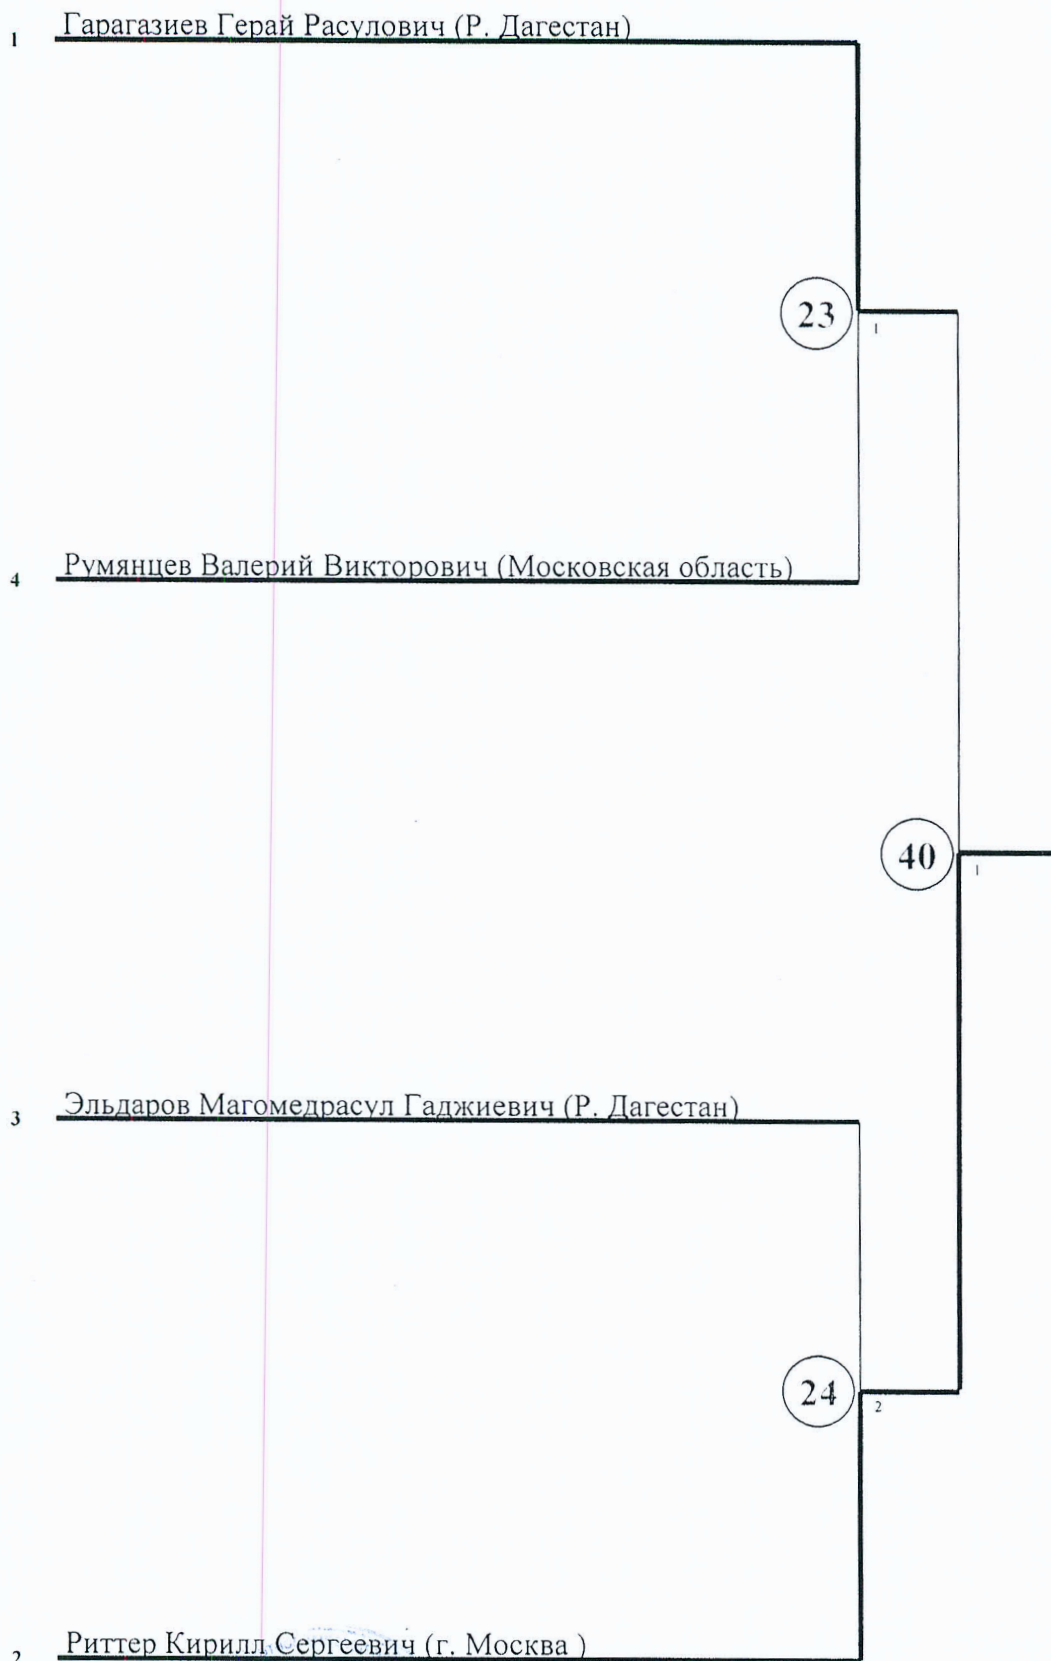 1 Гарагазиев Герай Расулович (Р. Дагестан)
23
1
4 Румянцев Валерий Викторович (Московская область)
40
1
3 Эльдаров Магомедрасул Гаджиевич (Р. Дагестан)
24
2
2 Риттер Кирилл Сергеевич (г. Москва )